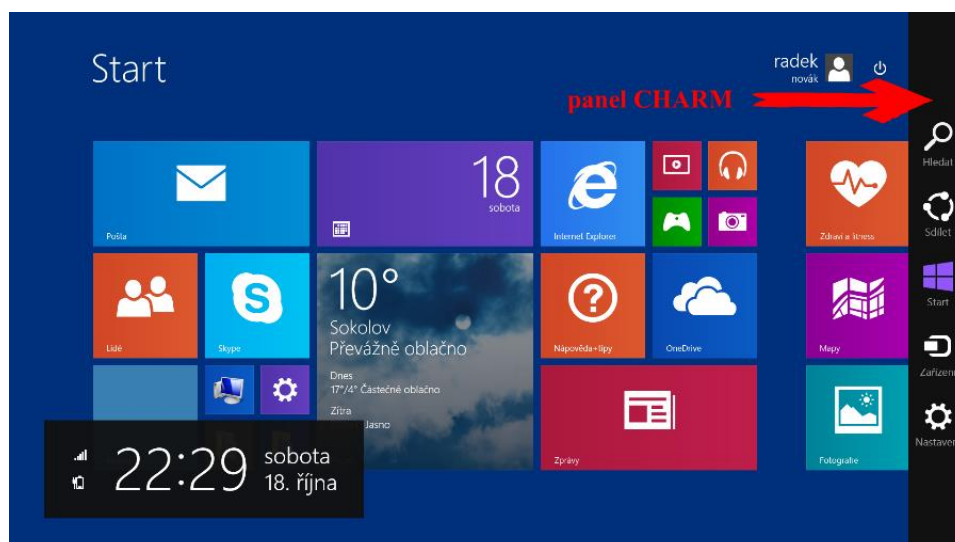 Start
radek
novák
panel CHARM
Hledat
Sdílet
Start
Zařízení
Nastavení
Pošta
18
sobota
Internet Explorer
Zdraví a fitness
Lidé
Skype
10°
Sokolov
Převážně oblačno
Dnes
17°/4° Částečně oblačno
Zítra
Jasno
Nápověda+tipy
OneDrive
Mapy
Zprávy
Fotografie
22:29
sobota
18. října